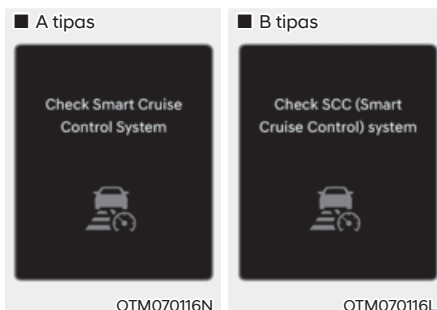 ■ A tipas
Check Smart Cruise
Control System
OTM070116N
■ B tipas
Check SCC (Smart
Cruise Control) system
OTM070116L